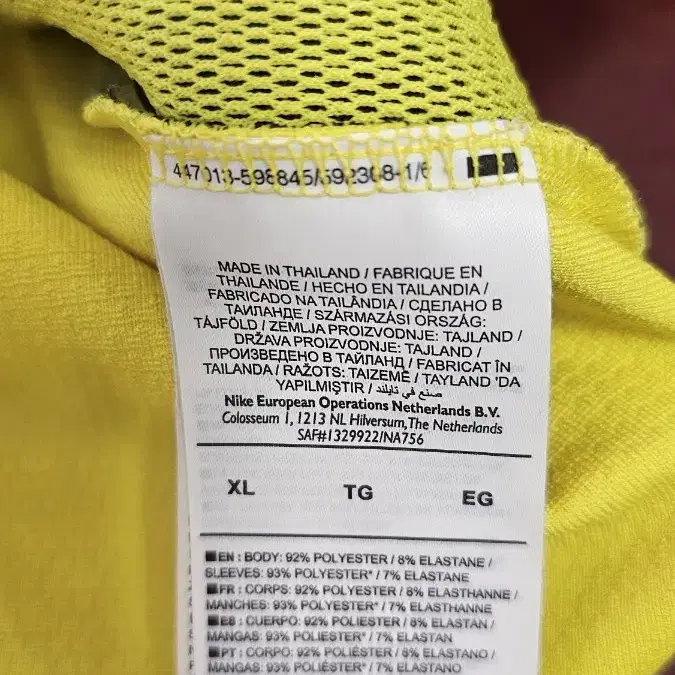 447013-598845/592308-1/6
MADE IN THAILAND / FABRIQUE EN
THAILANDE / HECHO EN TAILANDIA /
FABRICADO NA TAILÂNDIA / СДЕЛАНО В
ТАИЛАНДЕ / SZÁRMAZÁSI ORSZÁG:
TÁJFÖLD / ZEMLJA PROIZVODNJE: TAJLAND /
DRŽAVA PROIZVODNJE: TAJLAND /
ПРОИЗВЕДЕНО В ТАЙЛАНД / FABRICAT ÎN
TAILANDA / RAŽOTS: TAIZEMĒ / TAYLAND 'DA
YAPILMIŞTIR / صنع في تايلند
Nike European Operations Netherlands B.V.
Colosseum 1, 1213 NL Hilversum, The Netherlands
SAF#1329922/NA756
XL TG EG
EN : BODY: 92% POLYESTER / 8% ELASTANE /
SLEEVES: 93% POLYESTER* / 7% ELASTANE
FR : CORPS: 92% POLYESTER / 8% ELASTHANNE /
MANCHES: 93% POLYESTER* / 7% ELASTHANNE
ES : CUERPO: 92% POLIÉSTER / 8% ELASTAN /
MANGAS: 93% POLIÉSTER* / 7% ELASTAN
PT : CORPO: 92% POLIÉSTER / 8% ELASTANO /
MANGAS: 93% POLIÉSTER* / 7% ELASTANO